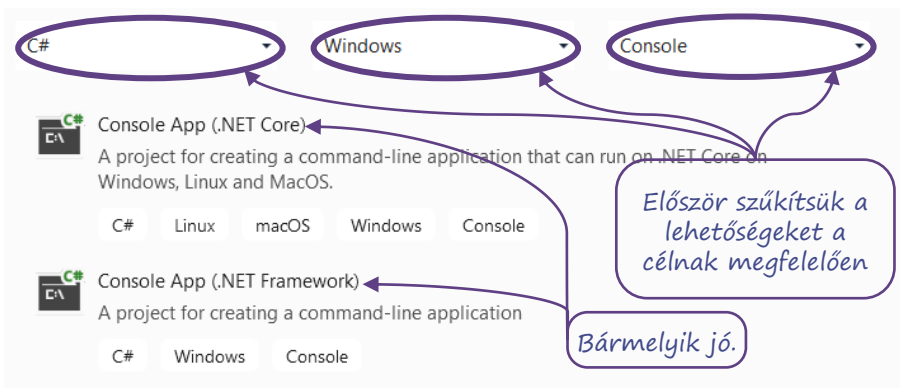 C# Windows Console
C#
C:\
Console App (.NET Core)
A project for creating a command-line application that can run on .NET Core on
Windows, Linux and MacOS.
C# Linux macOS Windows Console
Először szűkítsük a
lehetőségeket a
célnak megfelelően
C#
C:\
Console App (.NET Framework)
A project for creating a command-line application
C# Windows Console
Bármelyik jó.